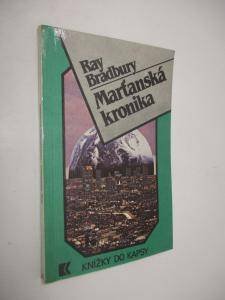 Ray
Bradbury
Marťanská
kronika
KNÍŽKY DO KAPSY